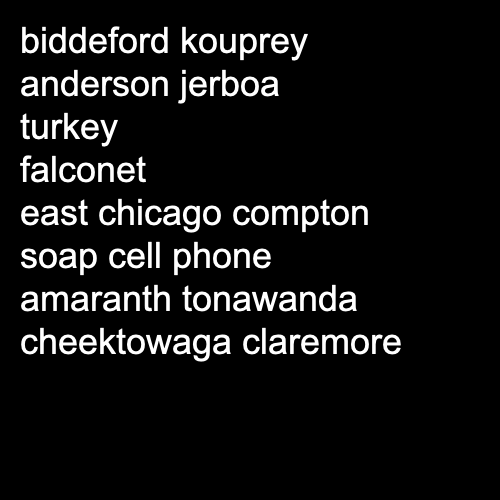 biddeford kouprey
anderson jerboa
turkey
falconet
east chicago compton
soap cell phone
amaranth tonawanda
cheektowaga claremore